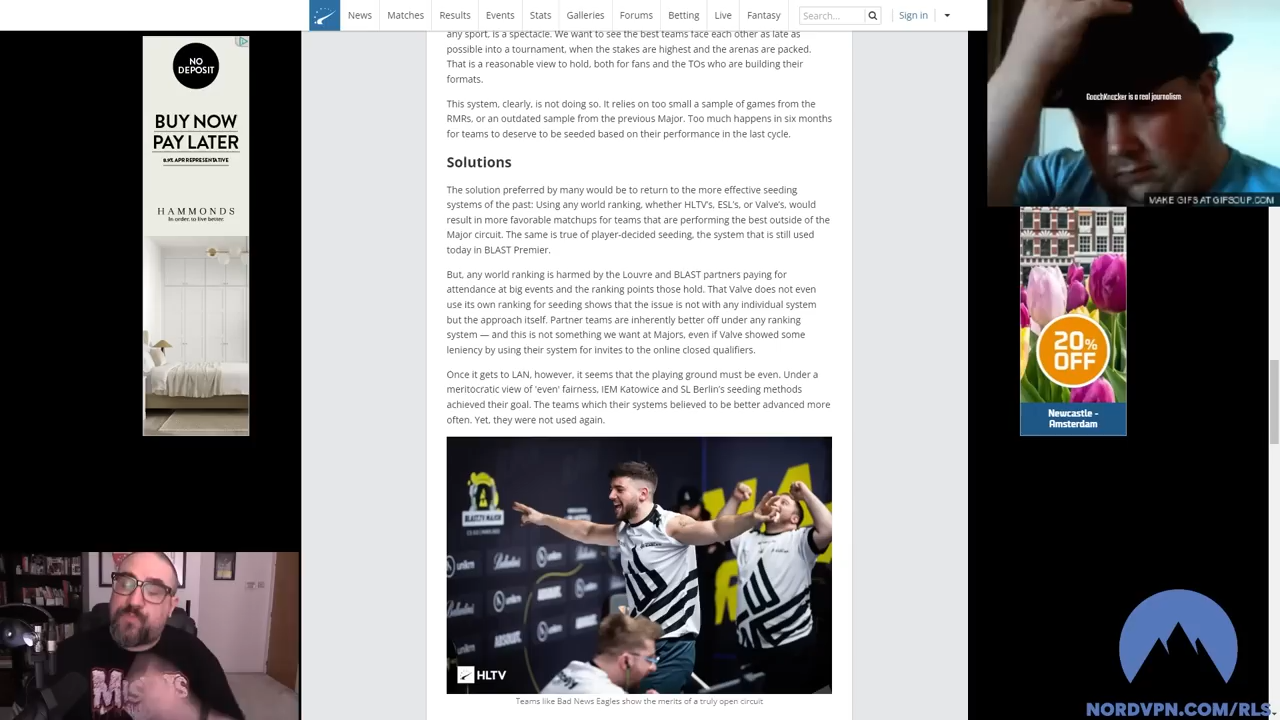 News
Matches
Results
Events
Stats
Galleries
Forums
Betting
Live
Fantasy
Search...
Sign in
NO
DEPOSIT
BUY NOW
PAY LATER
8.9% APR REPRESENTATIVE
HAMMONDS
In order, to live better.
any sport, is a spectacle. We want to see the best teams face each other as late as
possible into a tournament, when the stakes are highest and the arenas are packed.
That is a reasonable view to hold, both for fans and the TOs who are building their
formats.
This system, clearly, is not doing so. It relies on too small a sample of games from the
RMRs, or an outdated sample from the previous Major. Too much happens in six months
for teams to deserve to be seeded based on their performance in the last cycle.
Solutions
The solution preferred by many would be to return to the more effective seeding
systems of the past: Using any world ranking, whether HLTV's, ESL's, or Valve's, would
result in more favorable matchups for teams that are performing the best outside of the
Major circuit. The same is true of player-decided seeding, the system that is still used
today in BLAST Premier.
But, any world ranking is harmed by the Louvre and BLAST partners paying for
attendance at big events and the ranking points those hold. That Valve does not even
use its own ranking for seeding shows that the issue is not with any individual system
but the approach itself. Partner teams are inherently better off under any ranking
system — and this is not something we want at Majors, even if Valve showed some
leniency by using their system for invites to the online closed qualifiers.
Once it gets to LAN, however, it seems that the playing ground must be even. Under a
meritocratic view of 'even' fairness, IEM Katowice and SL Berlin's seeding methods
achieved their goal. The teams which their systems believed to be better advanced more
often. Yet, they were not used again.
HLTV
Teams like Bad News Eagles show the merits of a truly open circuit
GoochKnocker is a real journalism
MAKE GIFS AT GIFSOUP.COM
20%
OFF
Newcastle -
Amsterdam
NORDVPN.COM/RLS